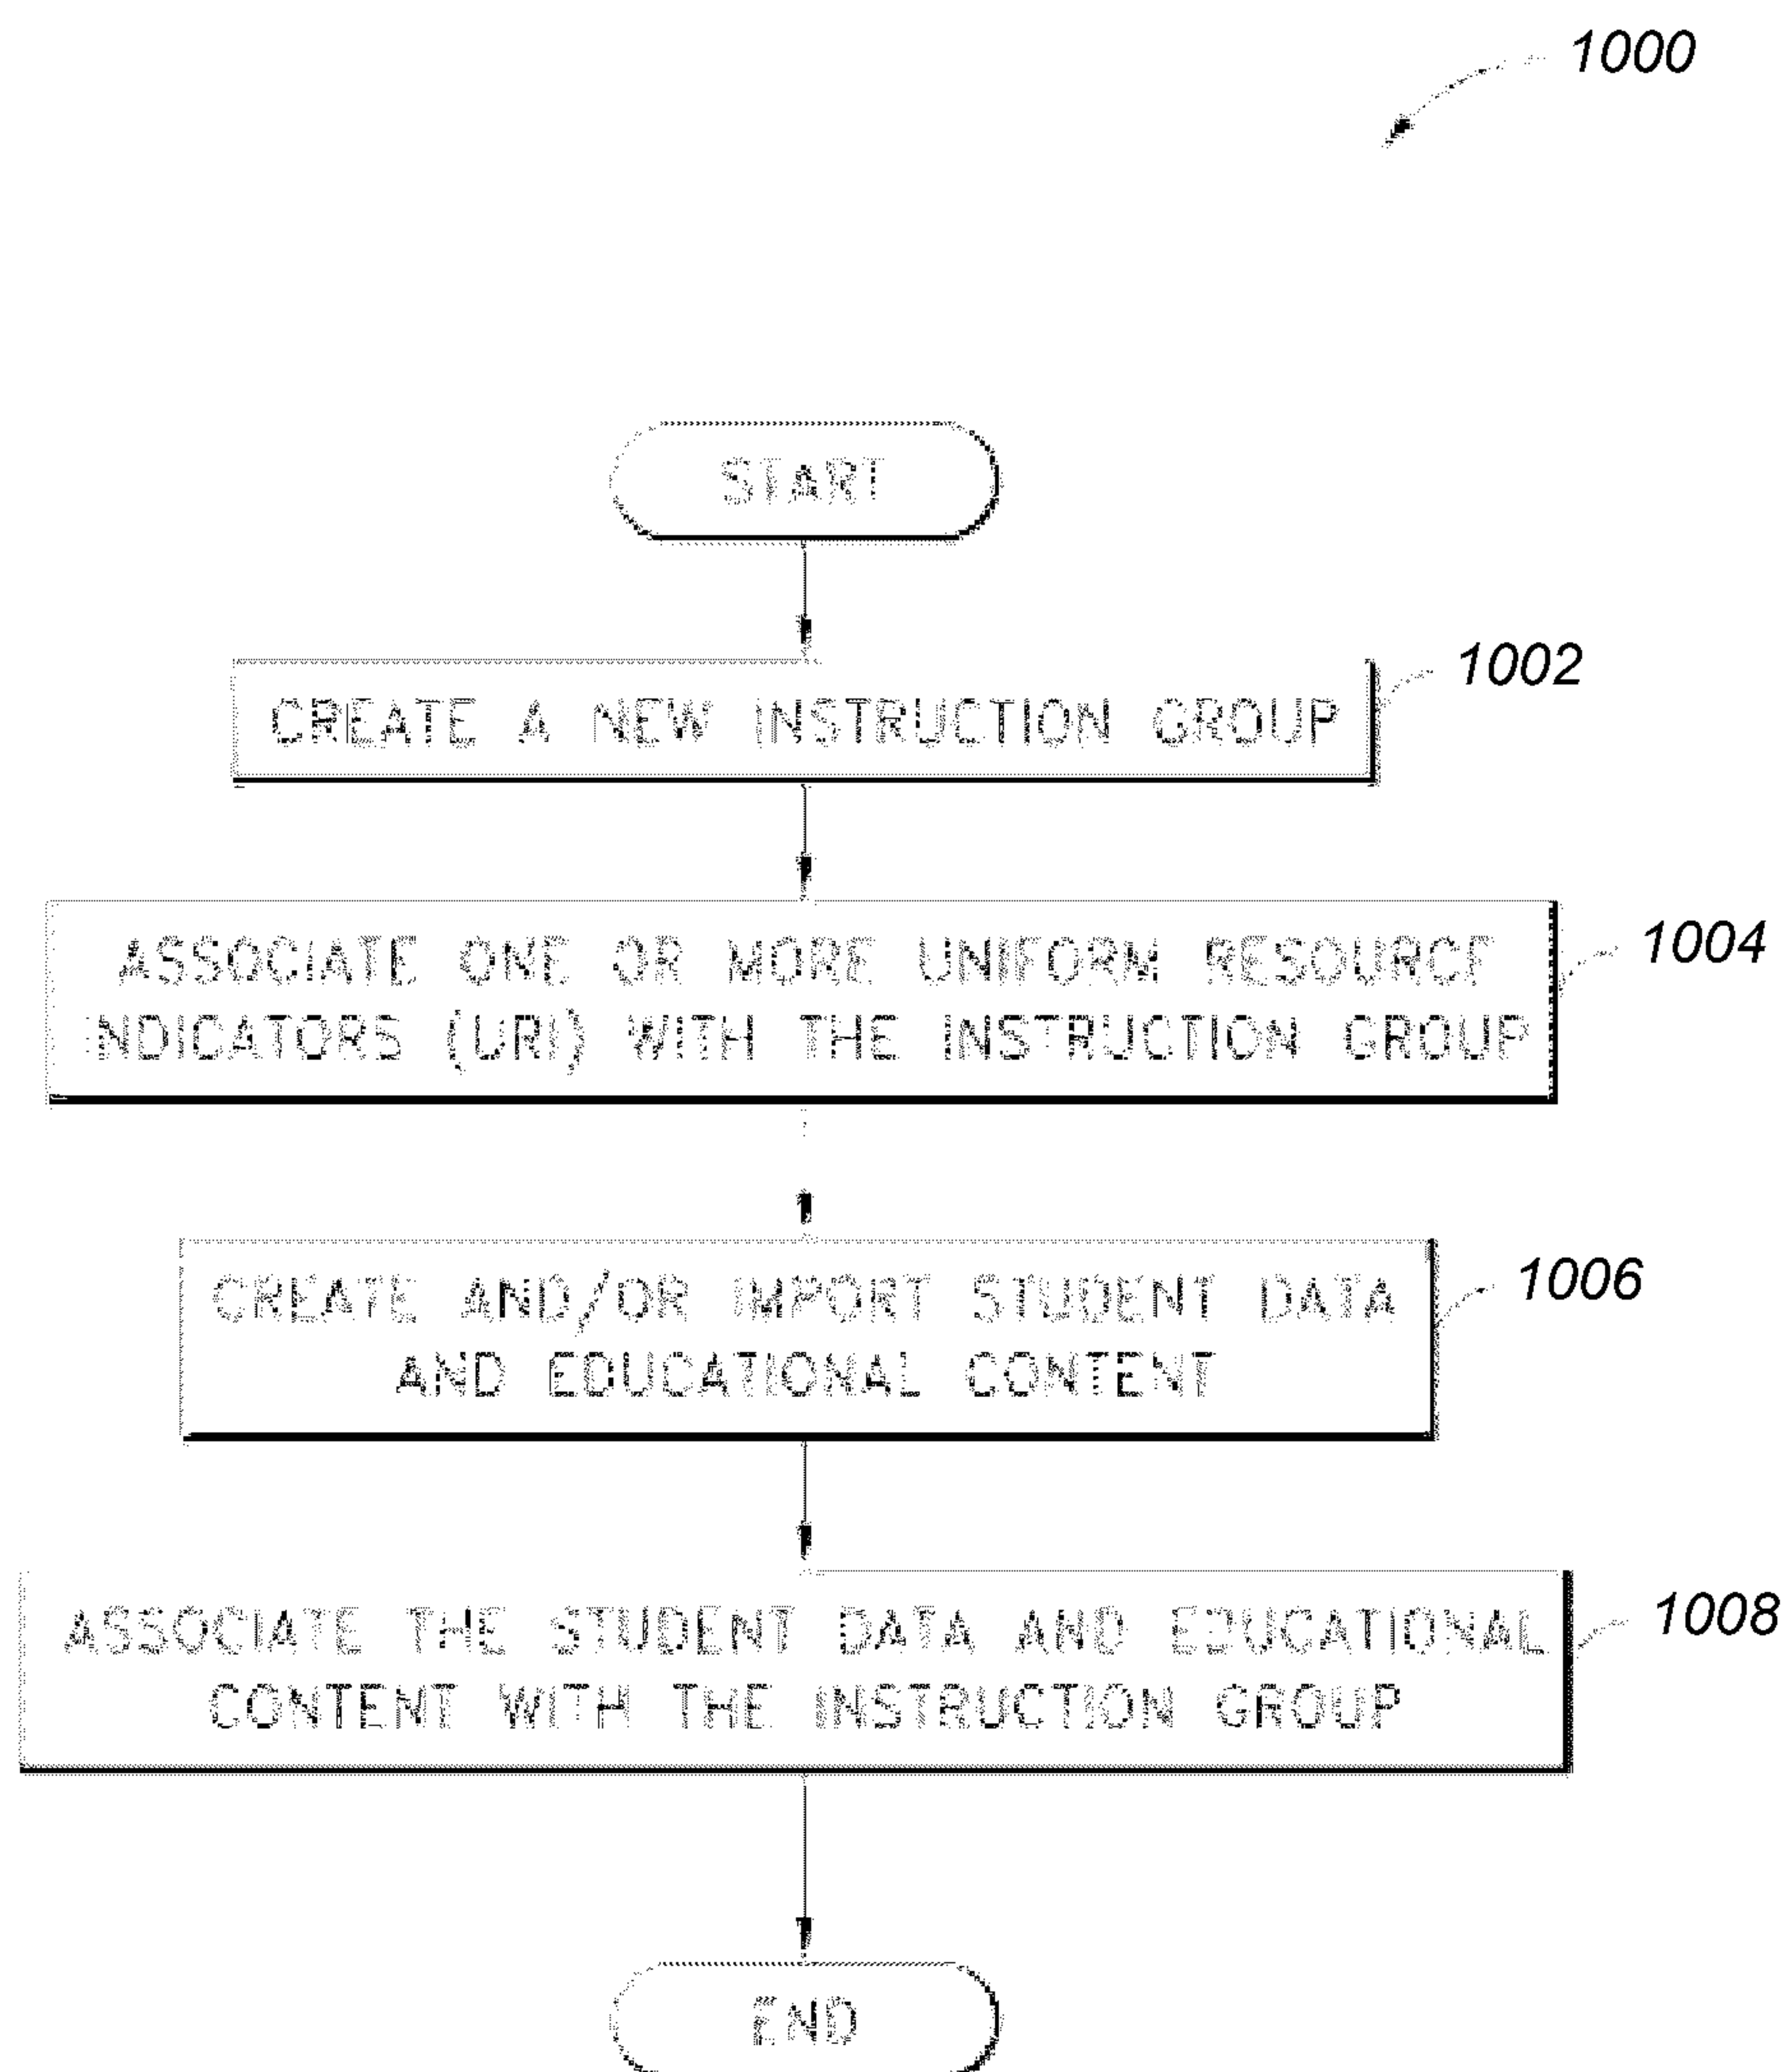 1000
START
CREATE A NEW INSTRUCTION GROUP
1002
ASSOCIATE ONE OR MORE UNIFORM RESOURCE
INDICATORS (URI) WITH THE INSTRUCTION GROUP
1004
CREATE AND/OR IMPORT STUDENT DATA
AND EDUCATIONAL CONTENT
1006
ASSOCIATE THE STUDENT DATA AND EDUCATIONAL
CONTENT WITH THE INSTRUCTION GROUP
1008
END